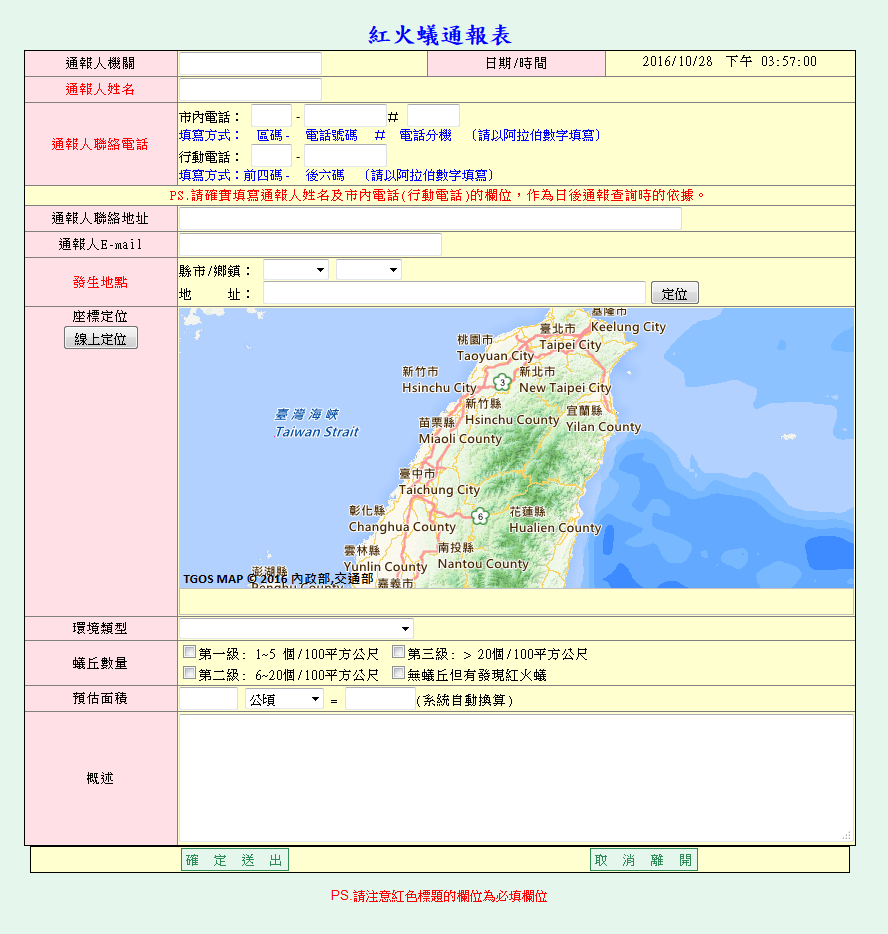 紅火蟻通報表
通報人機關 日期/時間 2016/10/28 下午 03:57:00
通報人姓名
通報人聯絡電話
市內電話： - #
填寫方式： 區碼- 電話號碼 # 電話分機 （請以阿拉伯數字填寫）
行動電話： -
填寫方式：前四碼- 後六碼 （請以阿拉伯數字填寫）
PS.請確實填寫通報人姓名及市內電話(行動電話)的欄位，作為日後通報查詢時的依據。
通報人聯絡地址
通報人E-mail
發生地點
縣市/鄉鎮：
地 址： 定位
座標定位
線上定位
基隆市
Keelung City
臺北市
Taipei City
桃園市
Taoyuan City
新竹市
Hsinchu City
3
新北市
New Taipei City
新竹縣
Hsinchu County
宜蘭縣
Yilan County
臺灣海峽
Taiwan Strait
苗栗縣
Miaoli County
臺中市
Taichung City
彰化縣
Changhua County
6
花蓮縣
Hualien County
雲林縣
Yunlin County
南投縣
Nantou County
澎湖縣
Penghu County
嘉義市
TGOS MAP © 2016 內政部,交通部
環境類型
蟻丘數量
第一級: 1~5 個/100平方公尺 第三級: > 20個/100平方公尺
第二級: 6~20個/100平方公尺 無蟻丘但有發現紅火蟻
預估面積 公頃 = (系統自動換算)
概述
確 定 送 出 取 消 離 開
PS.請注意紅色標題的欄位為必填欄位